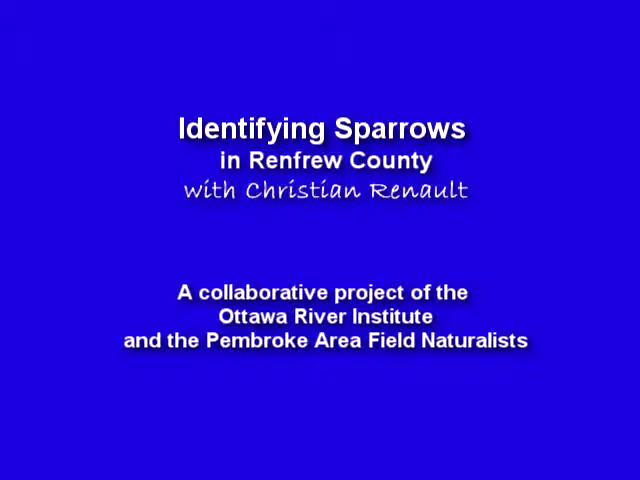 Identifying Sparrows
in Renfrew County
with Christian Renault
A collaborative project of the
Ottawa River Institute
and the Pembroke Area Field Naturalists